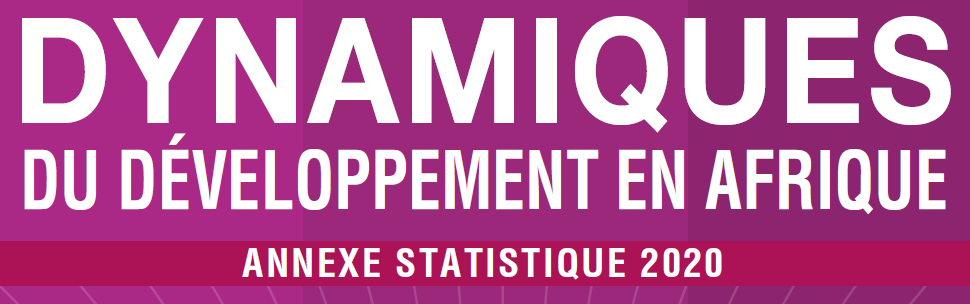 DYNAMIQUES
DU DÉVELOPPEMENT EN AFRIQUE
ANNEXE STATISTIQUE 2020